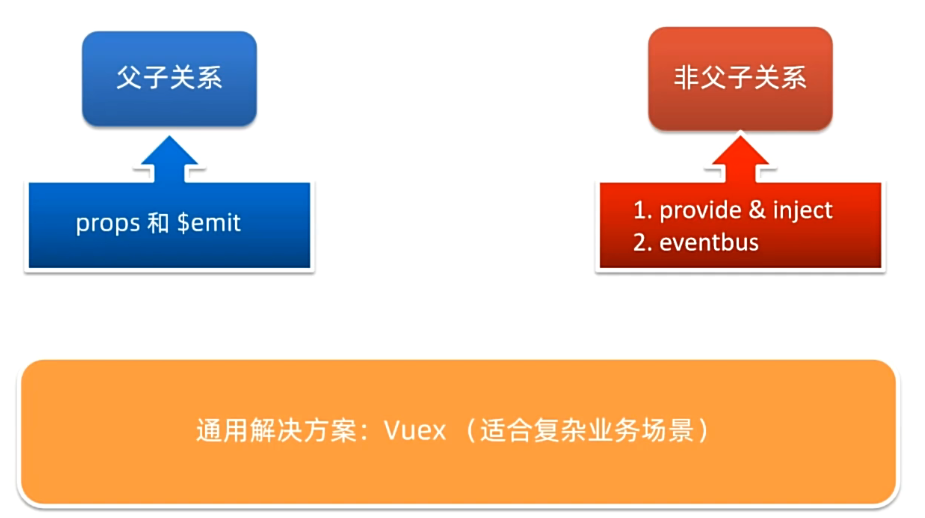 父子关系
非父子关系
props 和 $emit
1. provide & inject
2. eventbus
通用解决方案：Vuex （适合复杂业务场景）